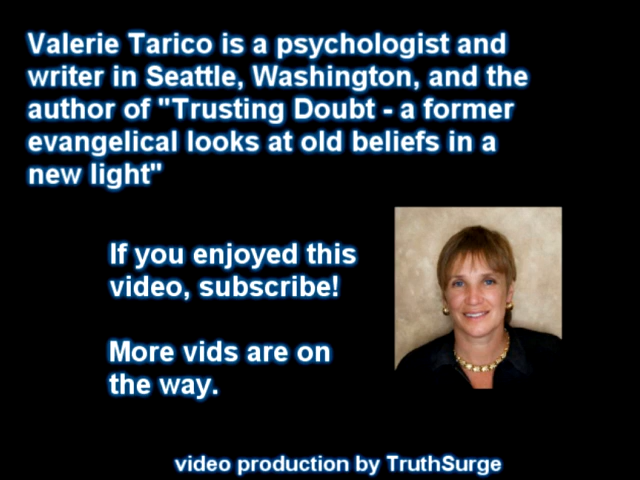 Valerie Tarico is a psychologist and
writer in Seattle, Washington, and the
author of "Trusting Doubt - a former
evangelical looks at old beliefs in a
new light"
If you enjoyed this
video, subscribe!
More vids are on
the way.
video production by TruthSurge